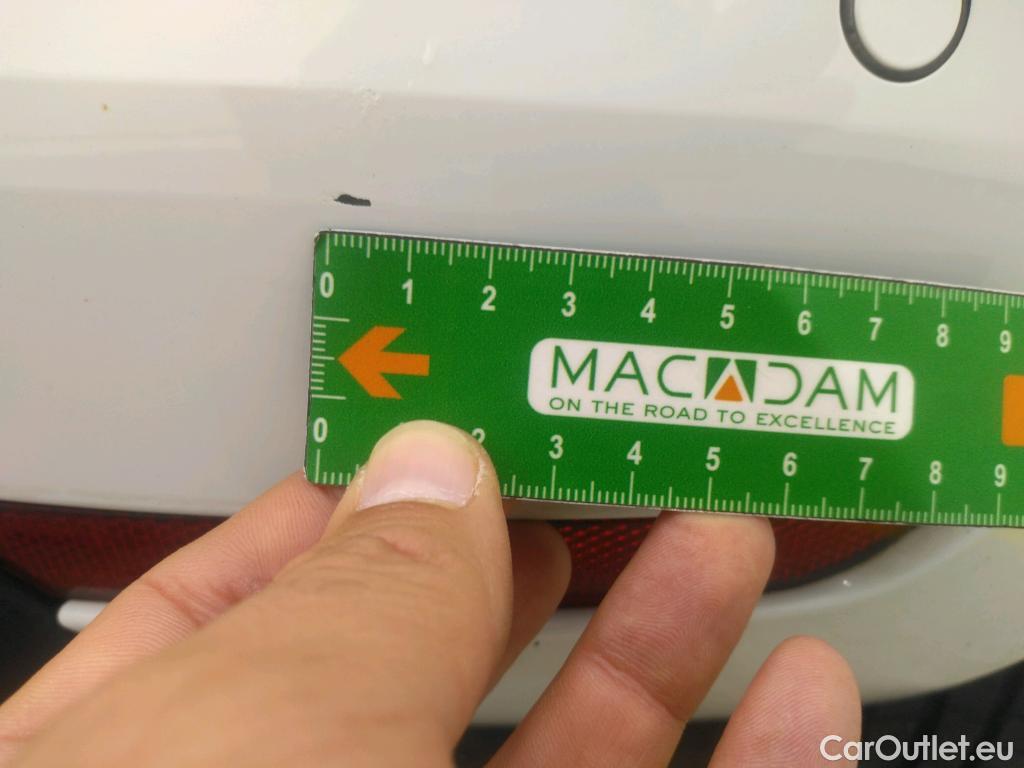 0 1 2 3 4 5 6 7 8 9
MACADAM
ON THE ROAD TO EXCELLENCE
0 2 3 4 5 6 7 8 9
CarOutlet.eu